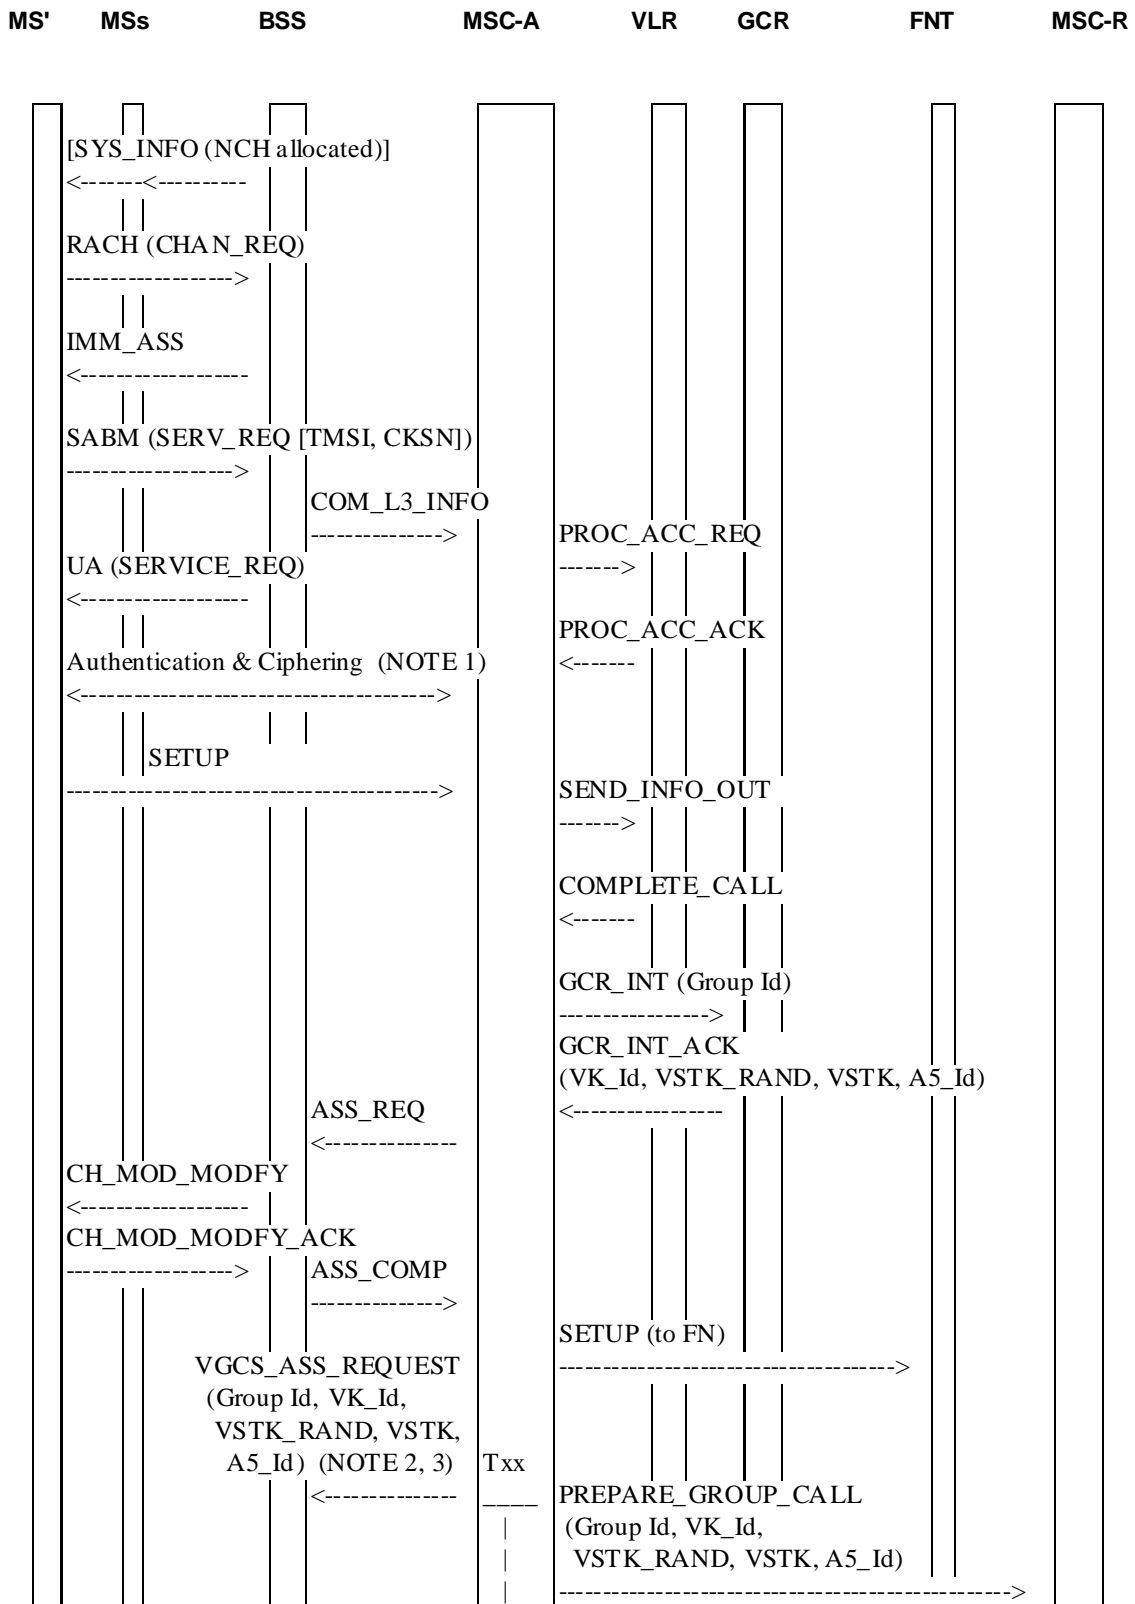 MS' MSs BSS MSC-A VLR GCR FNT MSC-R
[SYS_INFO (NCH allocated)]
<-------<----------
RACH (CHAN_REQ)
------------------->
IMM_ASS
<-------------------
SABM (SERV_REQ [TMSI, CKSN])
------------------->
COM_L3_INFO
--------------->
PROC_ACC_REQ
------->
UA (SERVICE_REQ)
<-------------------
PROC_ACC_ACK
<-------
Authentication & Ciphering (NOTE 1)
<---------------------------------------->
SETUP
------------------------------------------>
SEND_INFO_OUT
------->
COMPLETE_CALL
<-------
GCR_INT (Group Id)
----------------->
GCR_INT_ACK
(VK_Id, VSTK_RAND, VSTK, A5_Id)
<-----------------
ASS_REQ
<---------------
CH_MOD_MODFY
<-------------------
CH_MOD_MODFY_ACK
------------------->
ASS_COMP
--------------->
SETUP (to FN)
-------------------------------------->
VGCS_ASS_REQUEST
(Group Id, VK_Id,
VSTK_RAND, VSTK,
A5_Id) (NOTE 2, 3) Txx
<--------------- ____
PREPARE_GROUP_CALL
| (Group Id, VK_Id,
| VSTK_RAND, VSTK, A5_Id)
| --------------------------------------------------->